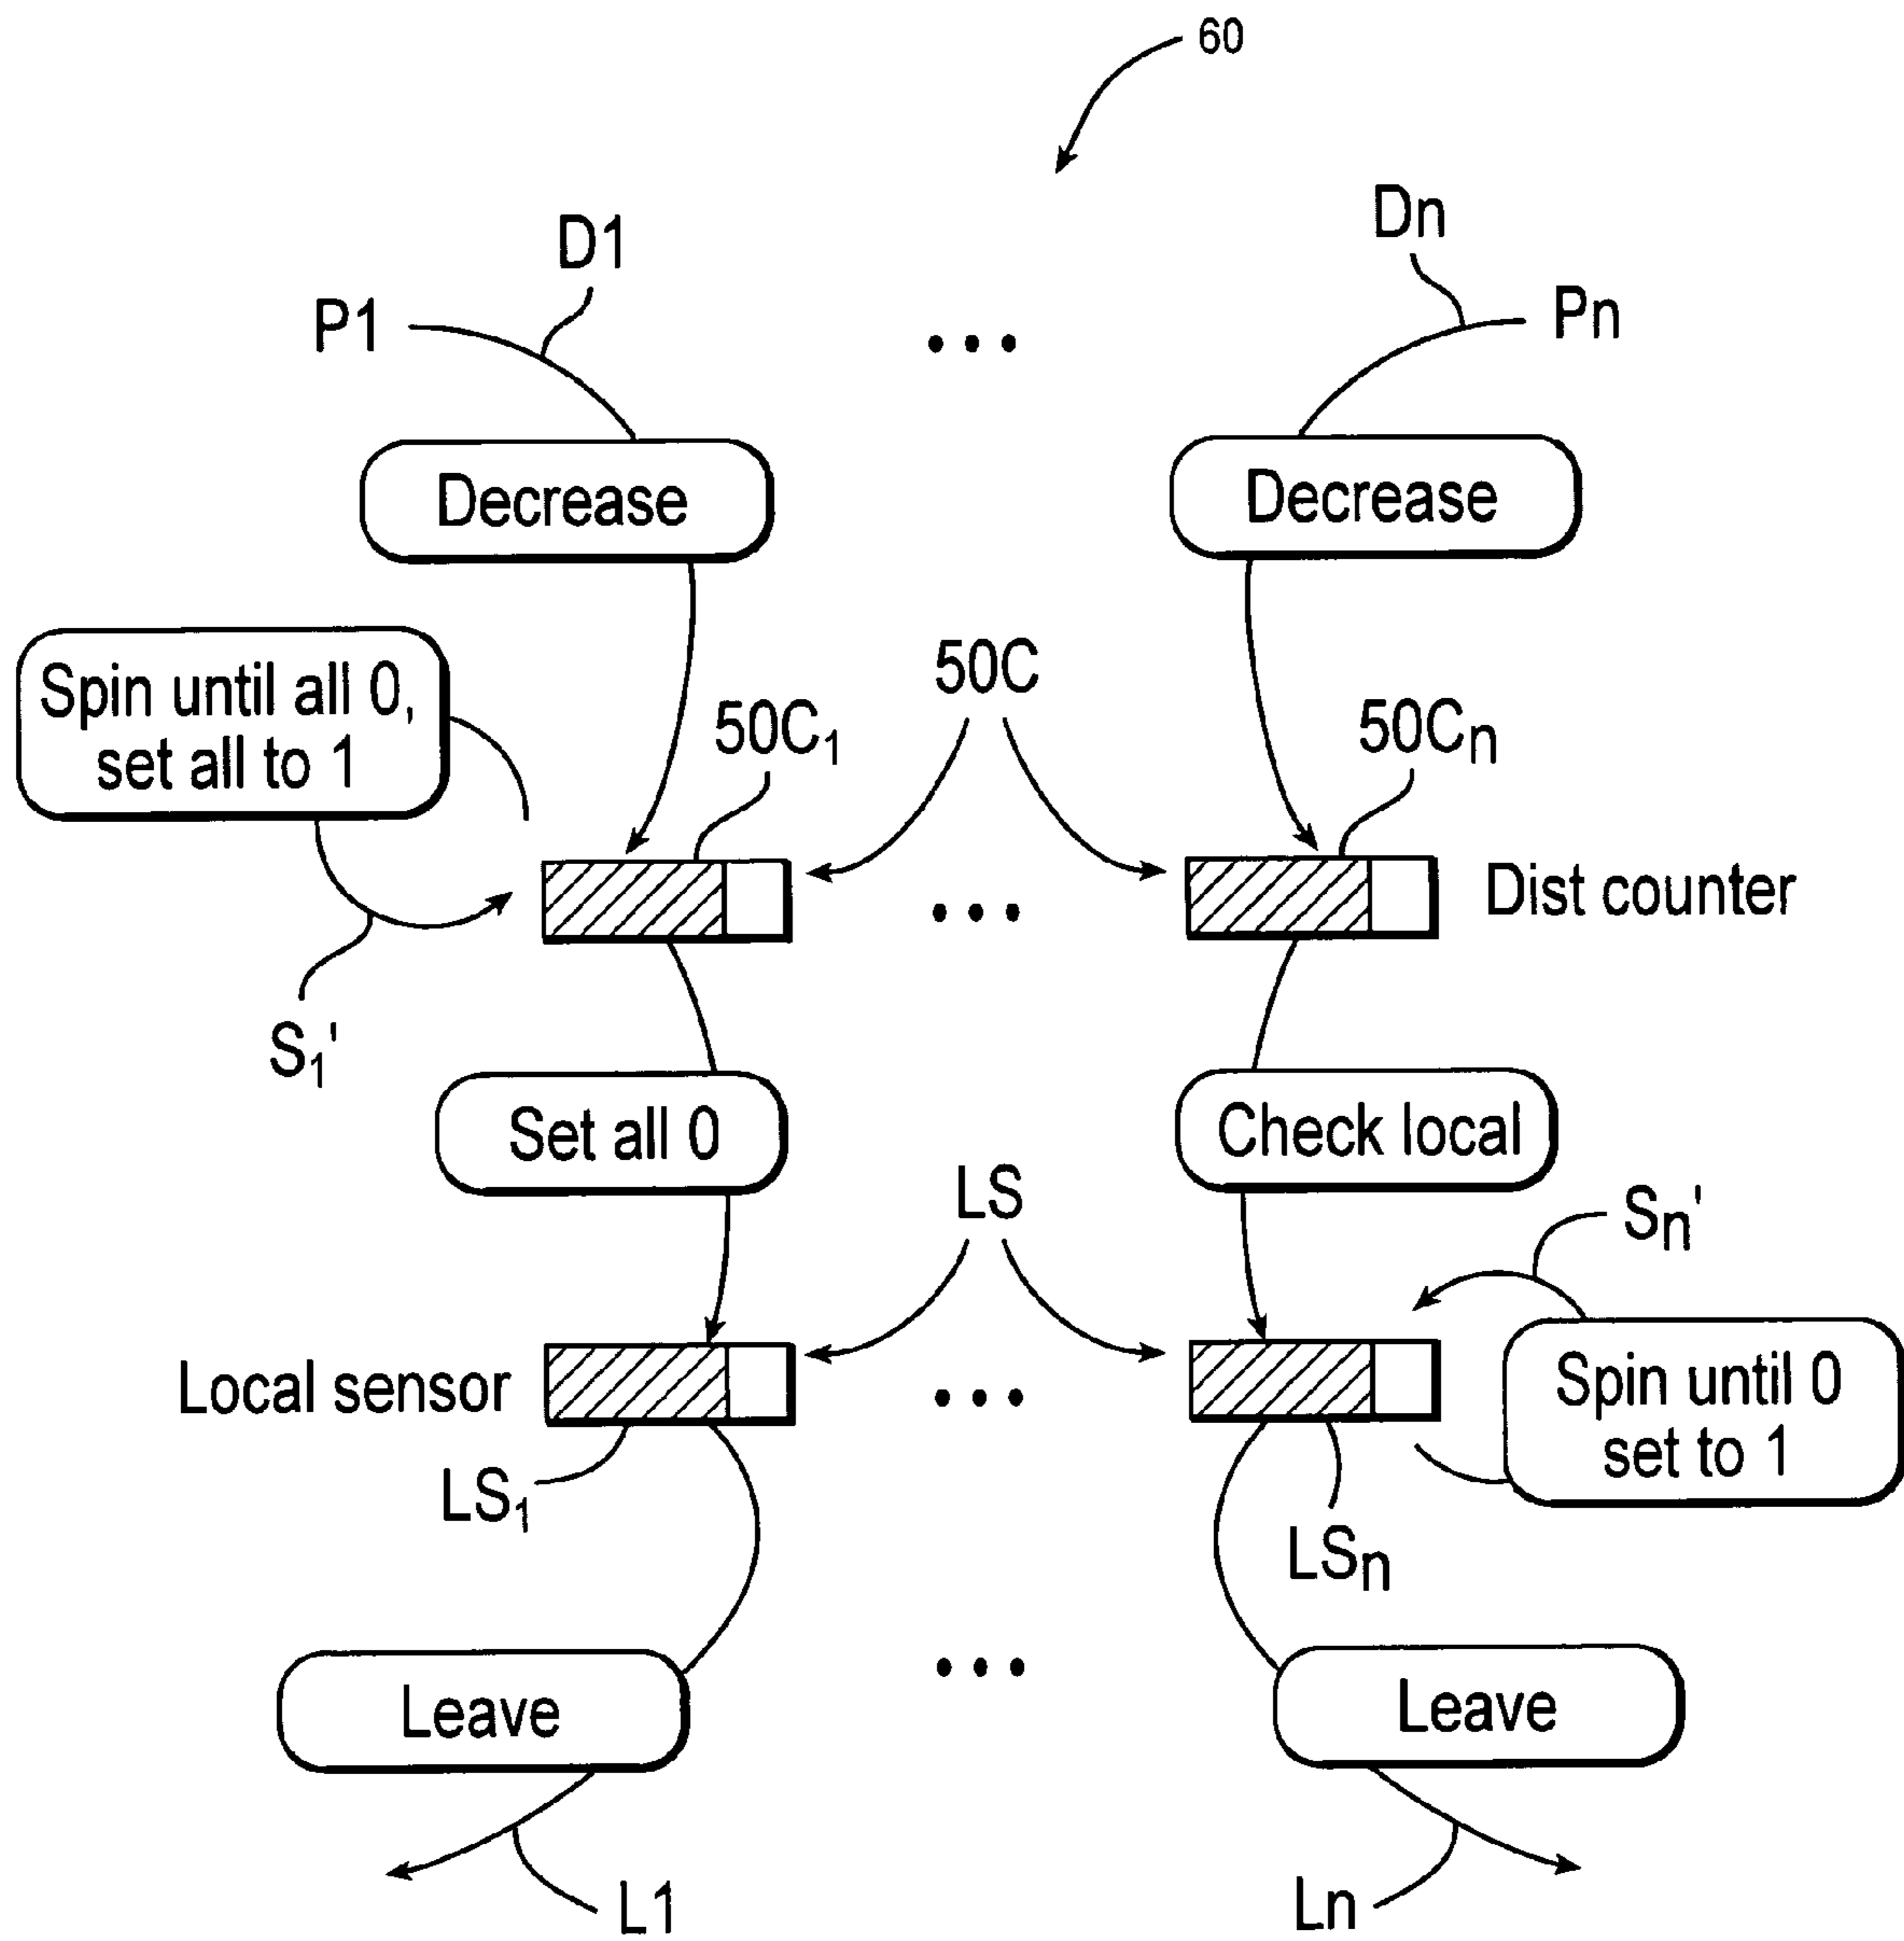 60
D1
Dn
P1
Pn
Decrease
Decrease
Spin until all 0,
set all to 1
50C
50C1
50Cn
Dist counter
S1'
Set all 0
Check local
LS
Sn'
Local sensor
Spin until 0
set to 1
LS1
LSn
Leave
Leave
L1
Ln